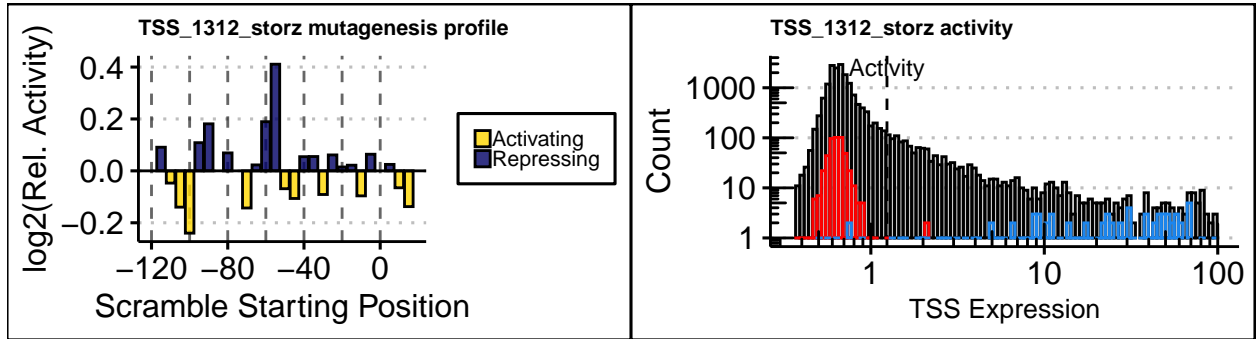 TSS_1312_storz mutagenesis profile
log2(Rel. Activity)
0.4
0.2
0.0
−0.2
−120 −80 −40 0
Scramble Starting Position
Activating
Repressing
TSS_1312_storz activity
Activity
Count
1000
100
10
1
1 10 100
TSS Expression